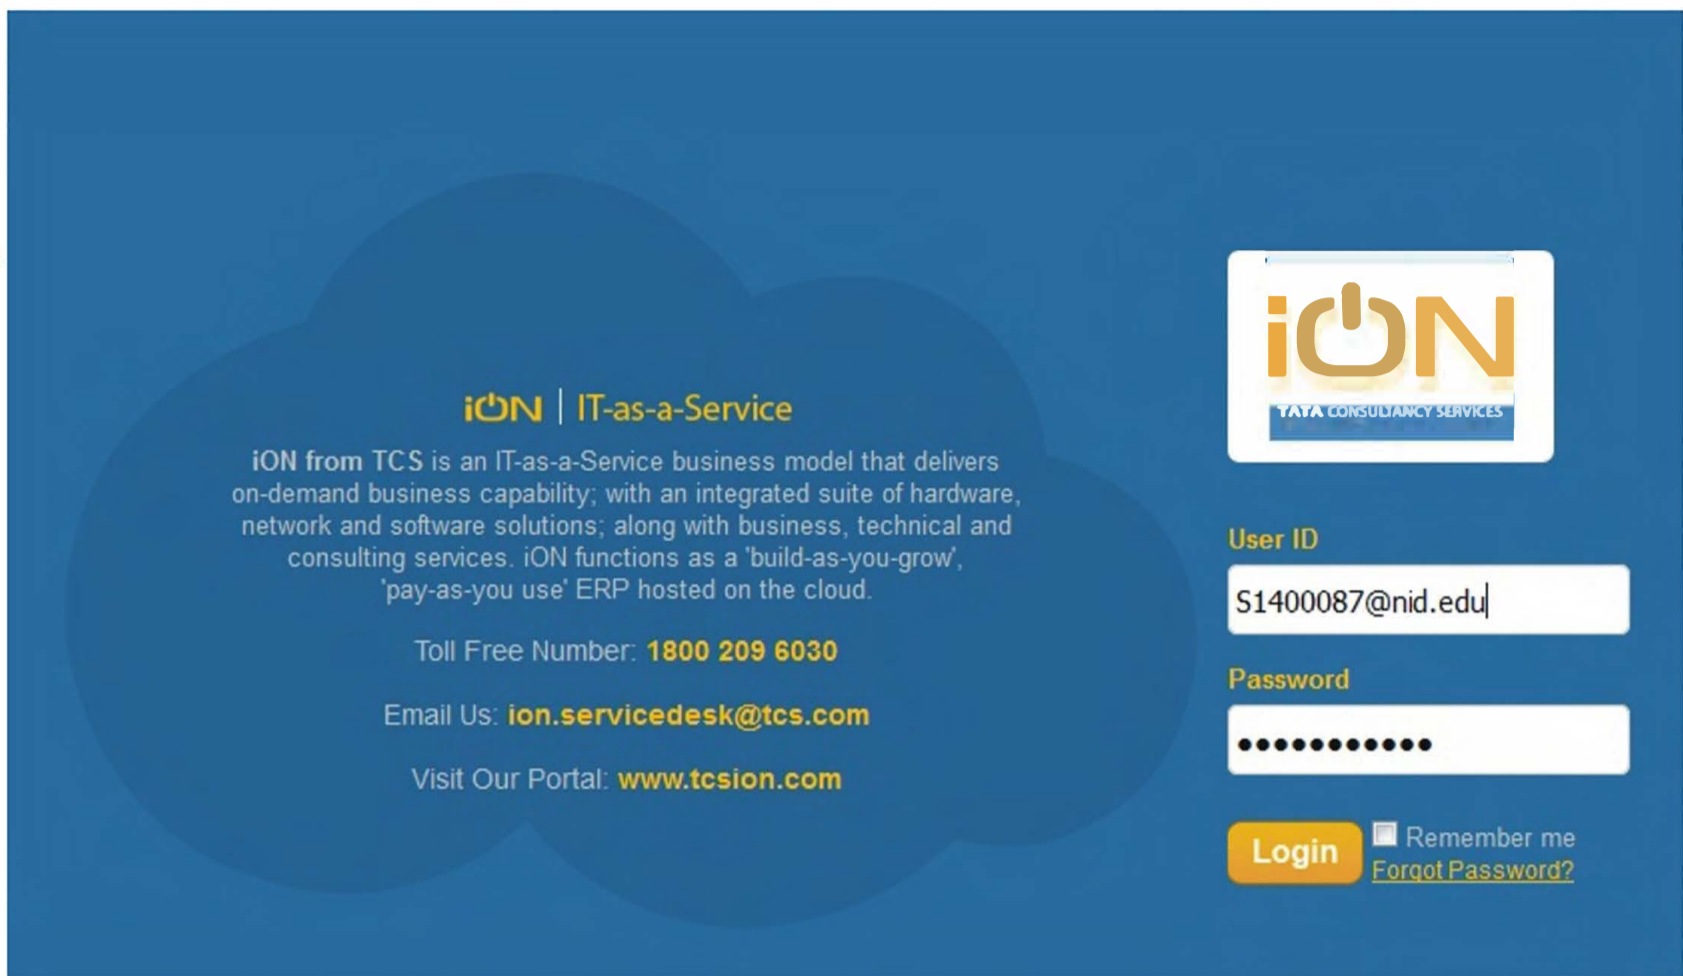 iON | IT-as-a-Service
iON from TCS is an IT-as-a-Service business model that delivers
on-demand business capability; with an integrated suite of hardware,
network and software solutions; along with business, technical and
consulting services. iON functions as a 'build-as-you-grow',
'pay-as-you use' ERP hosted on the cloud.
Toll Free Number: 1800 209 6030
Email Us: ion.servicedesk@tcs.com
Visit Our Portal: www.tcsion.com
iON
TATA CONSULTANCY SERVICES
User ID
S1400087@nid.edu
Password
•••••••••••
Login
Remember me
Forgot Password?